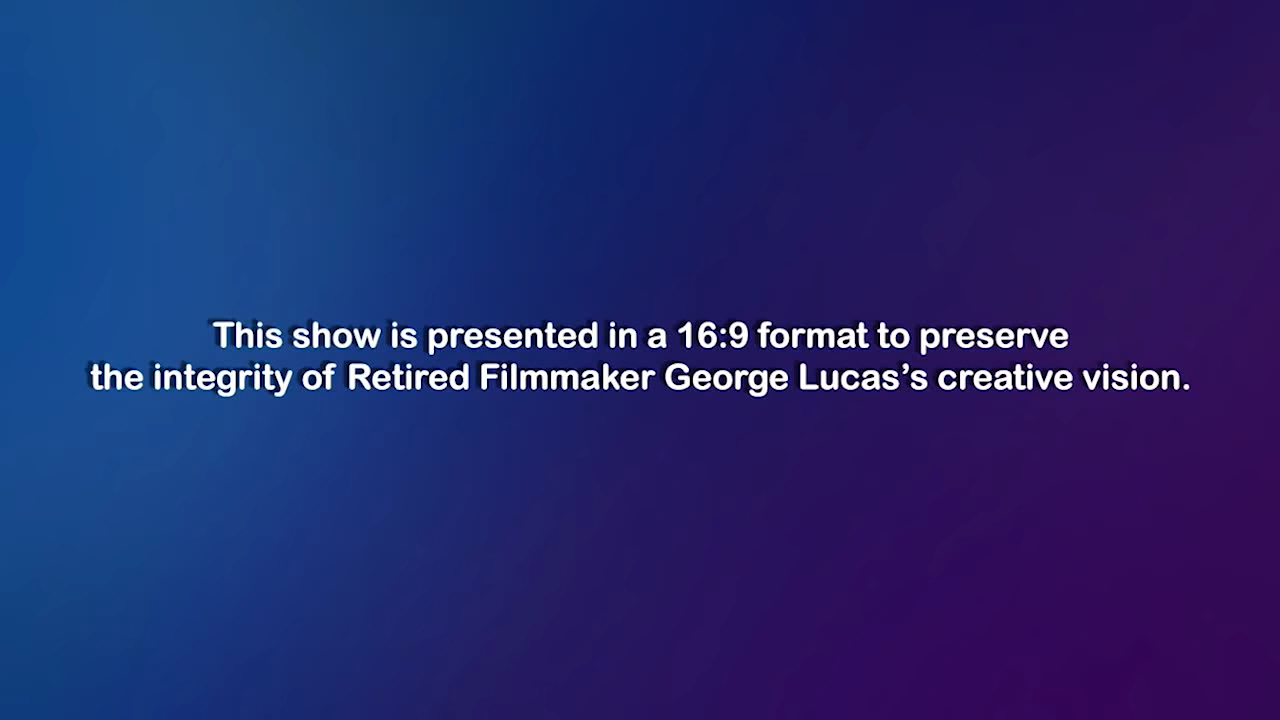 This show is presented in a 16:9 format to preserve
the integrity of Retired Filmmaker George Lucas’s creative vision.